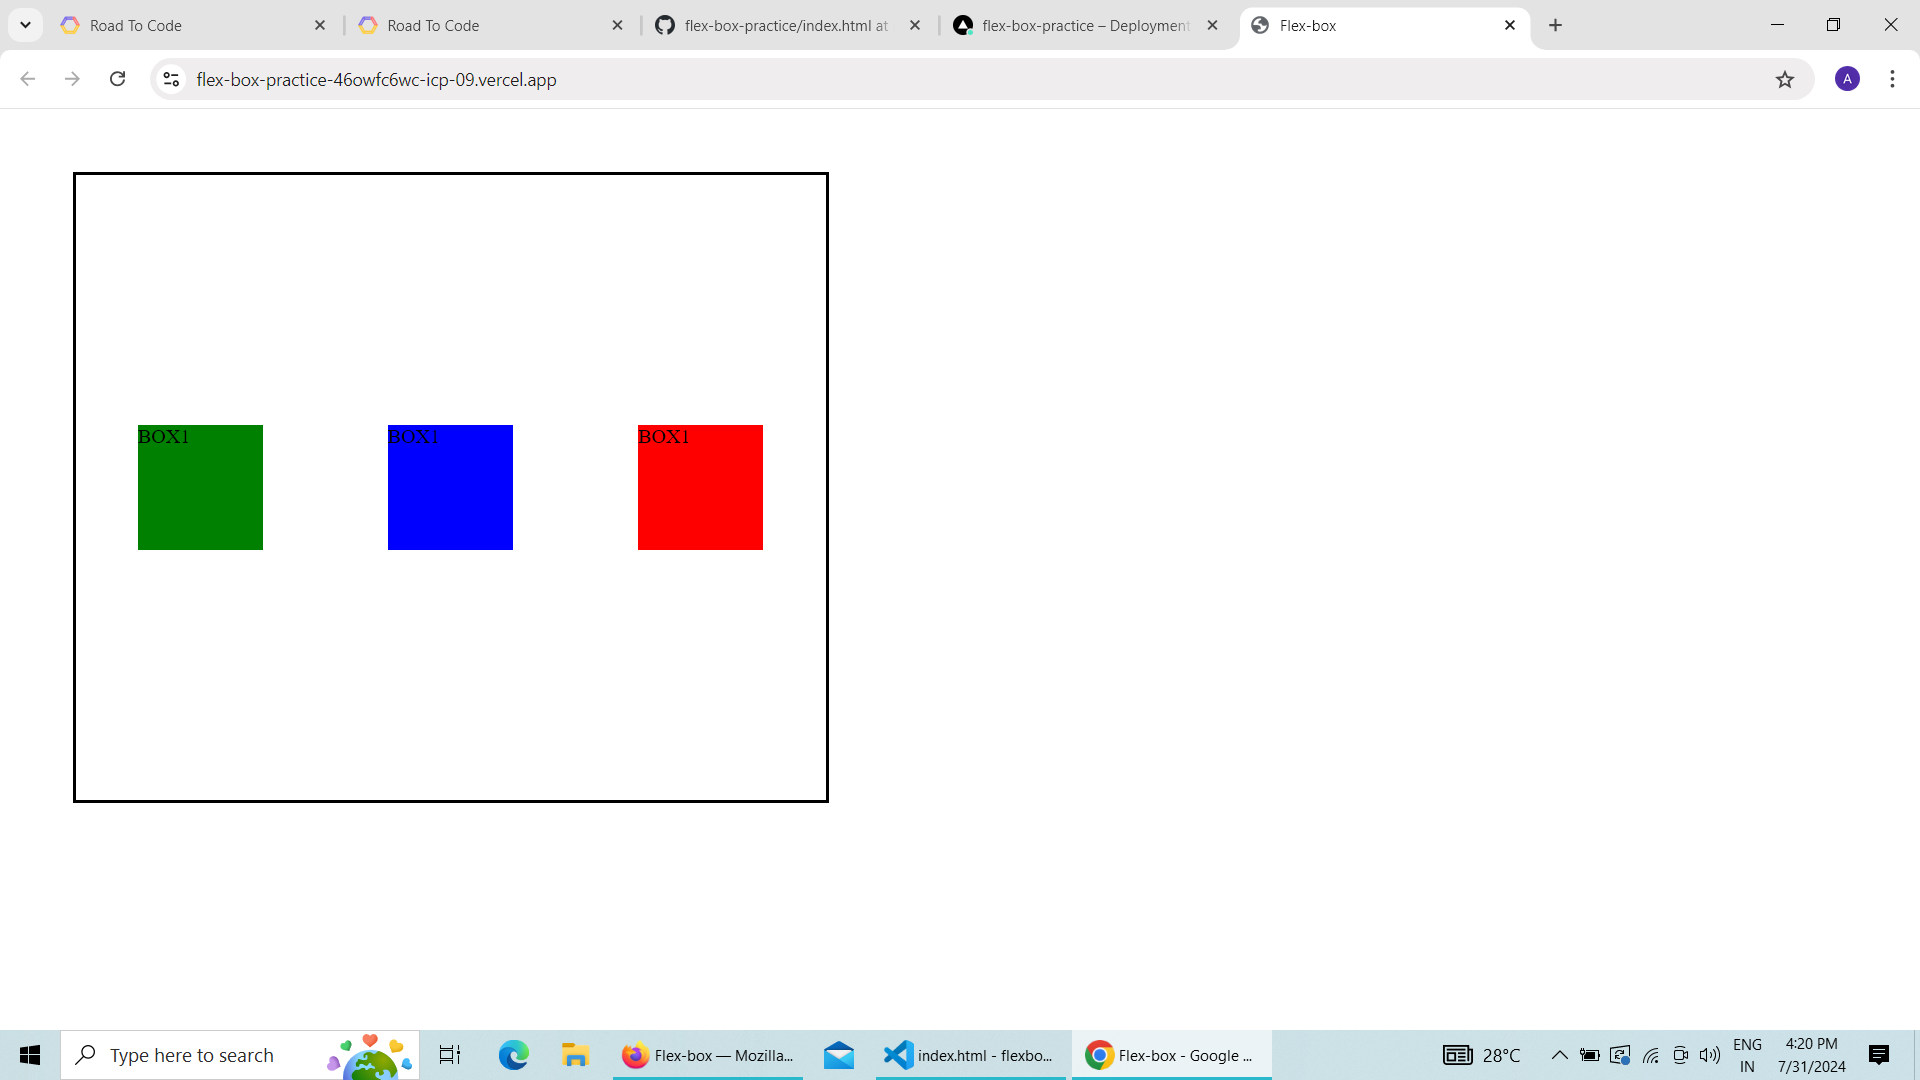 Road To Code
Road To Code
flex-box-practice/index.html at
flex-box-practice – Deployment
Flex-box
flex-box-practice-46owfc6wc-icp-09.vercel.app
A
BOX1
BOX1
BOX1
Type here to search
Flex-box — Mozilla...
index.html - flexbo...
Flex-box - Google ...
28°C
ENG
IN
4:20 PM
7/31/2024